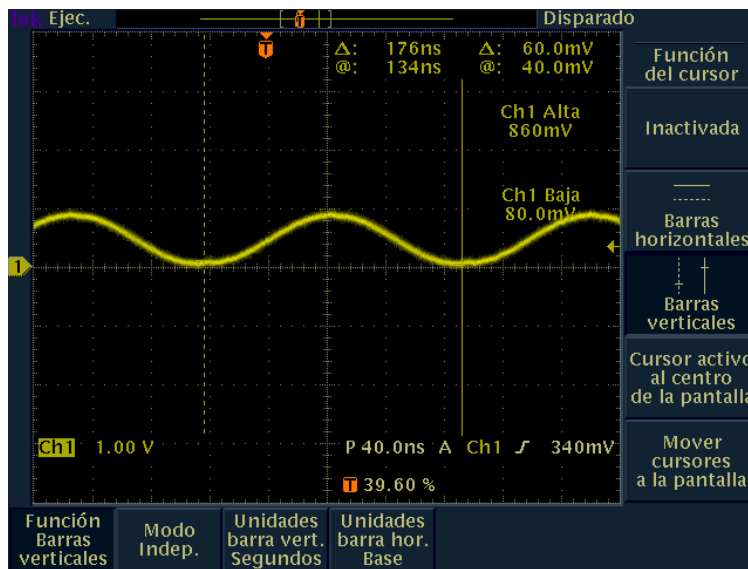 Tek Ejec.
T
Disparado
T
Δ: 176ns Δ: 60.0mV
@: 134ns @: 40.0mV
Ch1 Alta
860mV
Ch1 Baja
80.0mV
1
Ch1 1.00 V P 40.0ns A Ch1 340mV
T 39.60 %
Función
del cursor
Inactivada
Barras
horizontales
Barras
verticales
Cursor activo
al centro
de la pantalla
Mover
cursores
a la pantalla
Función
Barras
verticales
Modo
Indep.
Unidades
barra vert.
Segundos
Unidades
barra hor.
Base